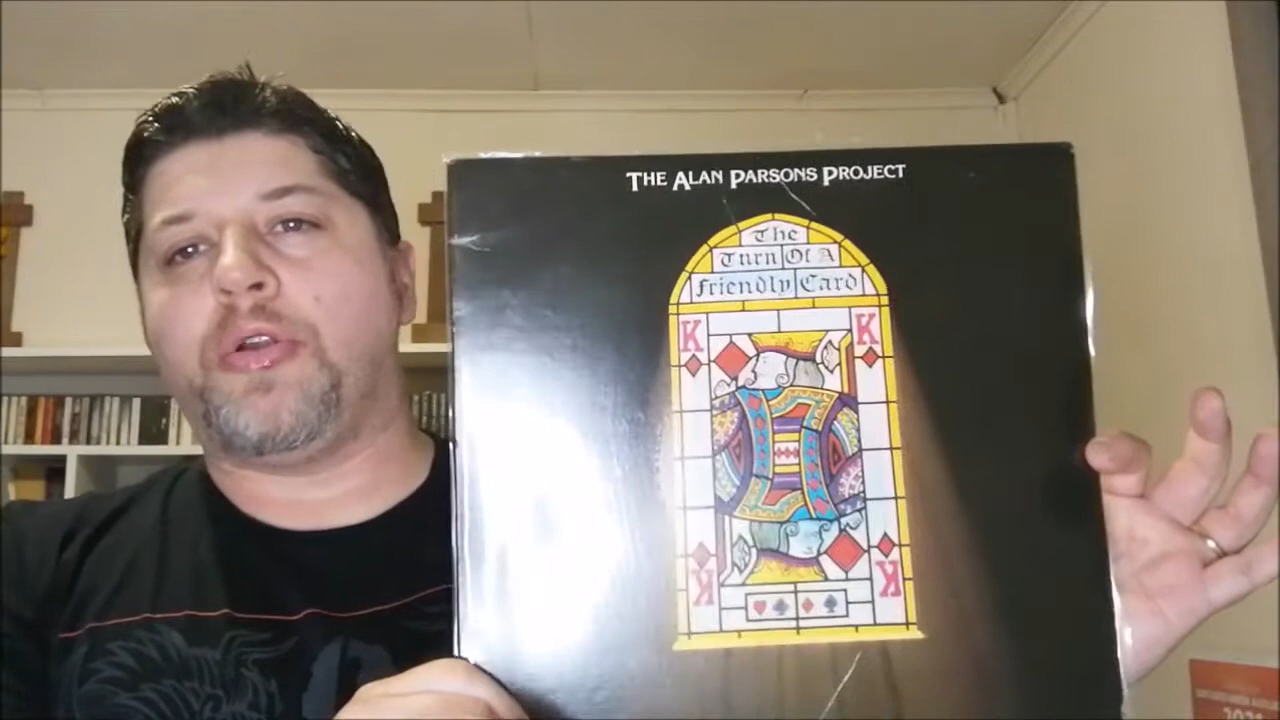 THE ALAN PARSONS PROJECT
The
Turn Of A
Friendly Card
K K
K K